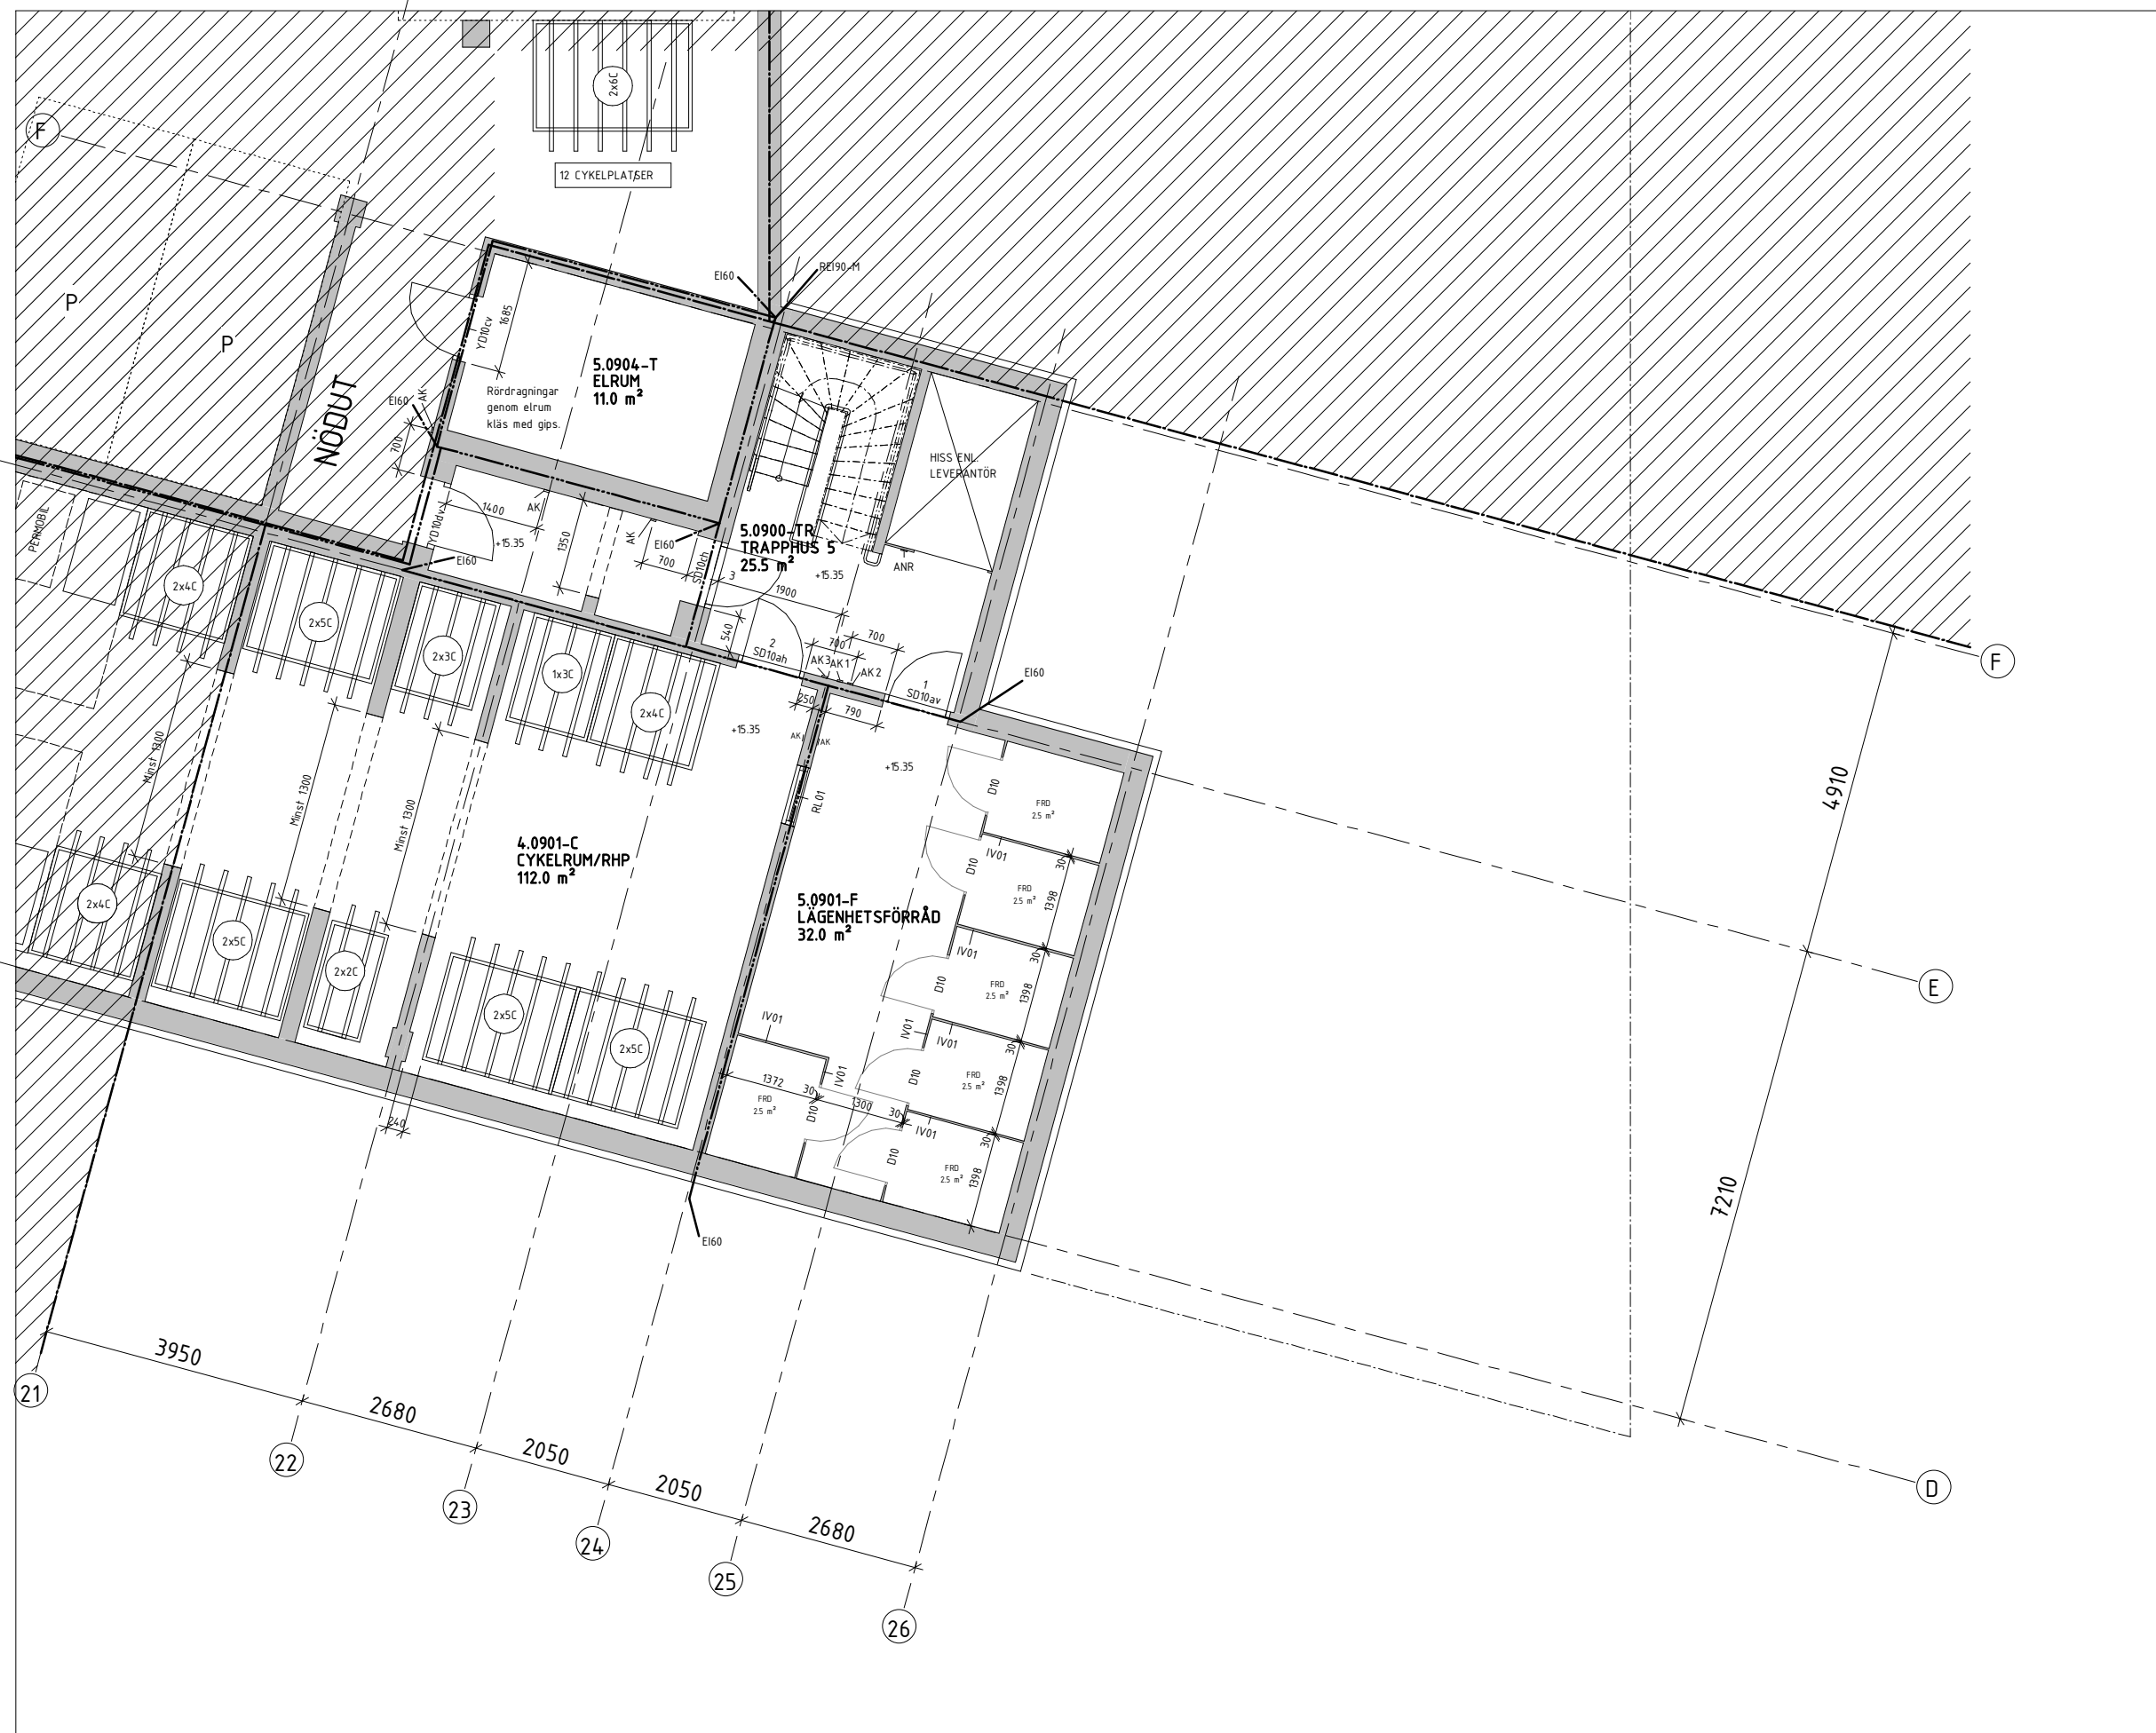 2x6C
12 CYKELPLATSER
F
P
P
NÖDUT
PERMOBIL
EI60
REI90-M
YD10cv
1685
5.0904-T
ELRUM
11.0 m²
Rördragningar
genom elrum
kläs med gips.
EI60
AK
700
HISS ENL.
LEVERANTÖR
YD10dv
1400
AK
+15.35
1350
AK
EI60
700
EI60
SD10ch
3
5.0900-TR
TRAPPHUS 5
25.5 m²
+15.35
ANR
1900
540
2
SD10ah
700
700
AK3
AK1
AK2
1
SD10av
EI60
250
790
2x4C
2x5C
2x3C
1x3C
2x4C
+15.35
AK
AK
+15.35
RL01
Minst 1300
Minst 1300
Minst 1300
4.0901-C
CYKELRUM/RHP
112.0 m²
5.0901-F
LÄGENHETSFÖRRÅD
32.0 m²
D10
FRD
2.5 m²
IV01
30
D10
FRD
2.5 m²
1398
IV01
30
D10
FRD
2.5 m²
1398
IV01
IV01
30
D10
FRD
2.5 m²
1398
IV01
30
D10
FRD
2.5 m²
1398
IV01
IV01
1372
30
1300
30
D10
FRD
2.5 m²
2x4C
2x5C
2x2C
2x5C
2x5C
240
EI60
F
4910
E
7210
D
3950
2680
2050
2050
2680
21
22
23
24
25
26